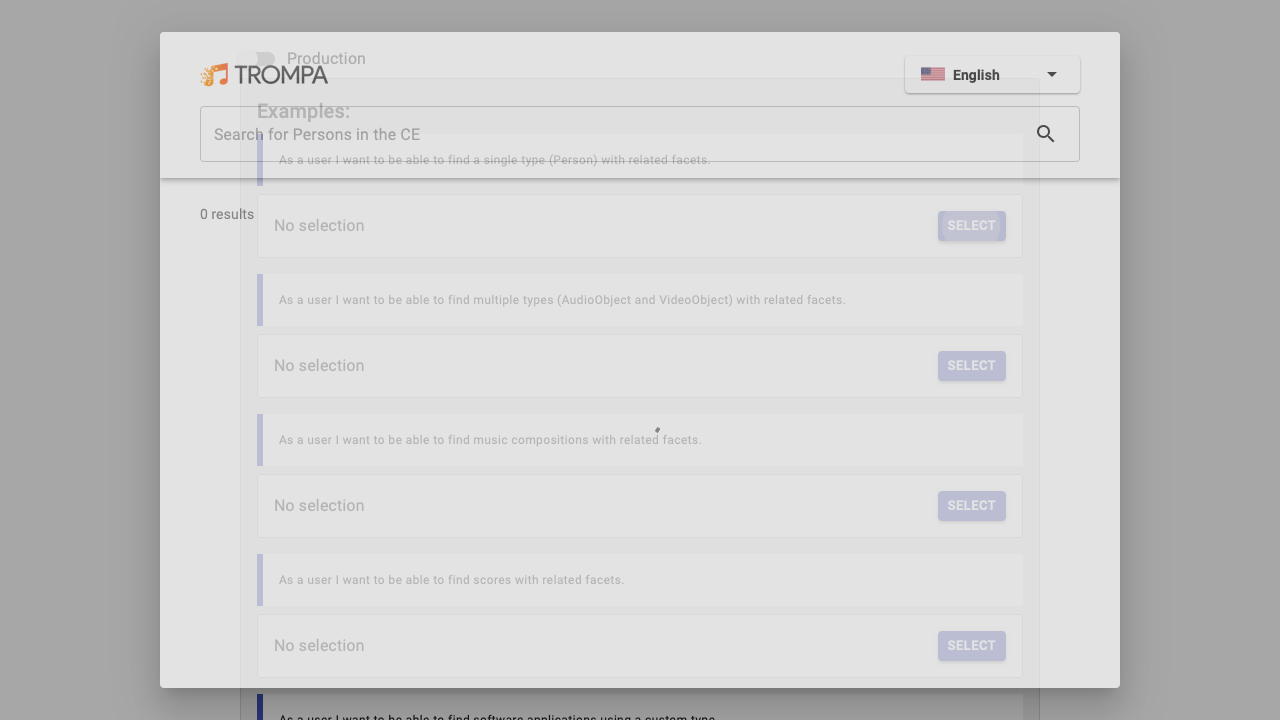 Production
TROMPA
English
Examples:
Search for Persons in the CE
As a user I want to be able to find a single type (Person) with related facets.
0 results
No selection
SELECT
As a user I want to be able to find multiple types (AudioObject and VideoObject) with related facets.
No selection
SELECT
As a user I want to be able to find music compositions with related facets.
No selection
SELECT
As a user I want to be able to find scores with related facets.
No selection
SELECT
As a user I want to be able to find software applications using a custom type.